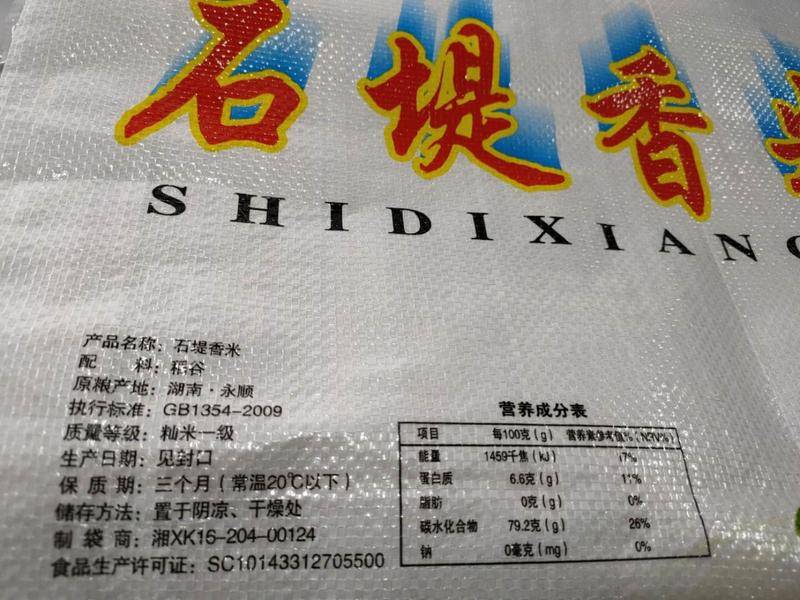 石堤香
SHIDIXIANG
产品名称：石堤香米
配 料：稻谷
原粮产地：湖南·永顺
执行标准：GB1354-2009
质量等级：籼米一级
生产日期：见封口
保 质 期：三个月（常温20℃以下）
储存方法：置于阴凉、干燥处
制 袋 商：湘XK16-204-00124
食品生产许可证：SC10143312705500
营养成分表
项目 每100克(g) 营养素参考值%(NRV%)
能量 1459千焦(kJ) 17%
蛋白质 6.6克(g) 11%
脂肪 0克(g) 0%
碳水化合物 79.2克(g) 26%
钠 0毫克(mg) 0%